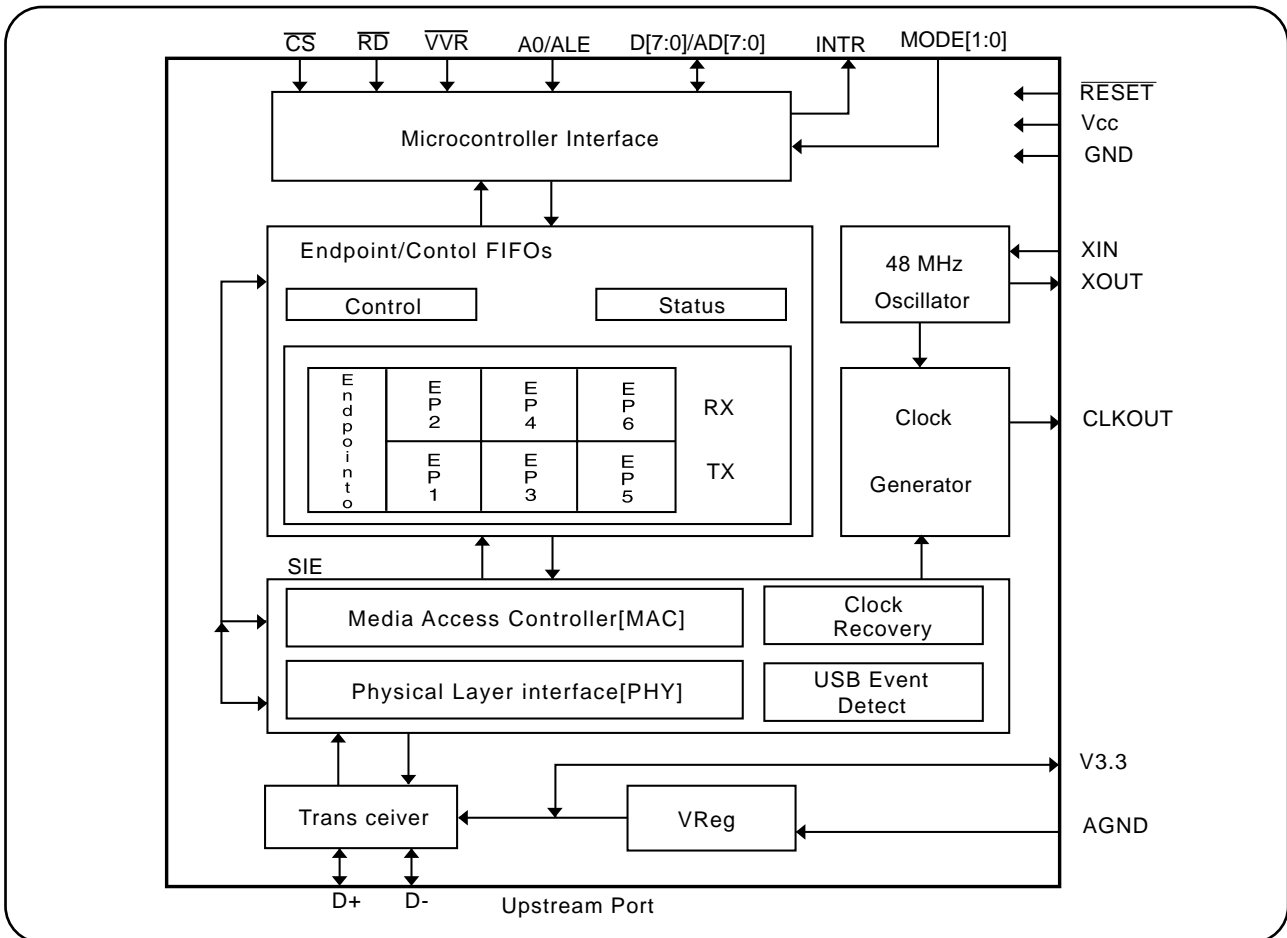 CS RD VVR A0/ALE D[7:0]/AD[7:0] INTR MODE[1:0]
RESET
Vcc
GND
Microcontroller Interface
Endpoint/Contol FIFOs
Control
Status
Endpointo
EP2
EP4
EP6
RX
EP1
EP3
EP5
TX
48 MHz
Oscillator
XIN
XOUT
Clock
Generator
CLKOUT
SIE
Media Access Controller[MAC]
Clock
Recovery
Physical Layer interface[PHY]
USB Event
Detect
V3.3
Trans ceiver
VReg
AGND
D+ D-
Upstream Port